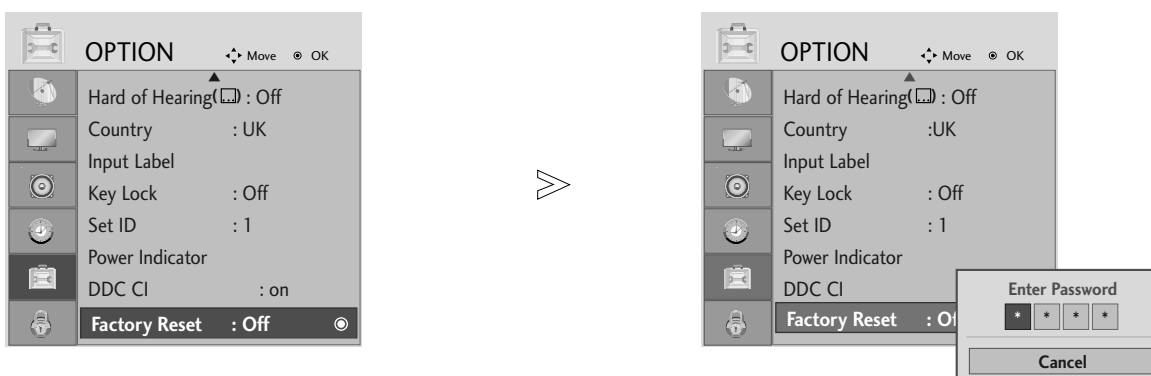 OPTION Move OK
Hard of Hearing( ) : Off
Country : UK
Input Label
Key Lock : Off
Set ID : 1
Power Indicator
DDC CI : on
Factory Reset : Off
OPTION Move OK
Hard of Hearing( ) : Off
Country :UK
Input Label
Key Lock : Off
Set ID : 1
Power Indicator
DDC CI
Factory Reset : Of
Enter Password
* * * *
Cancel